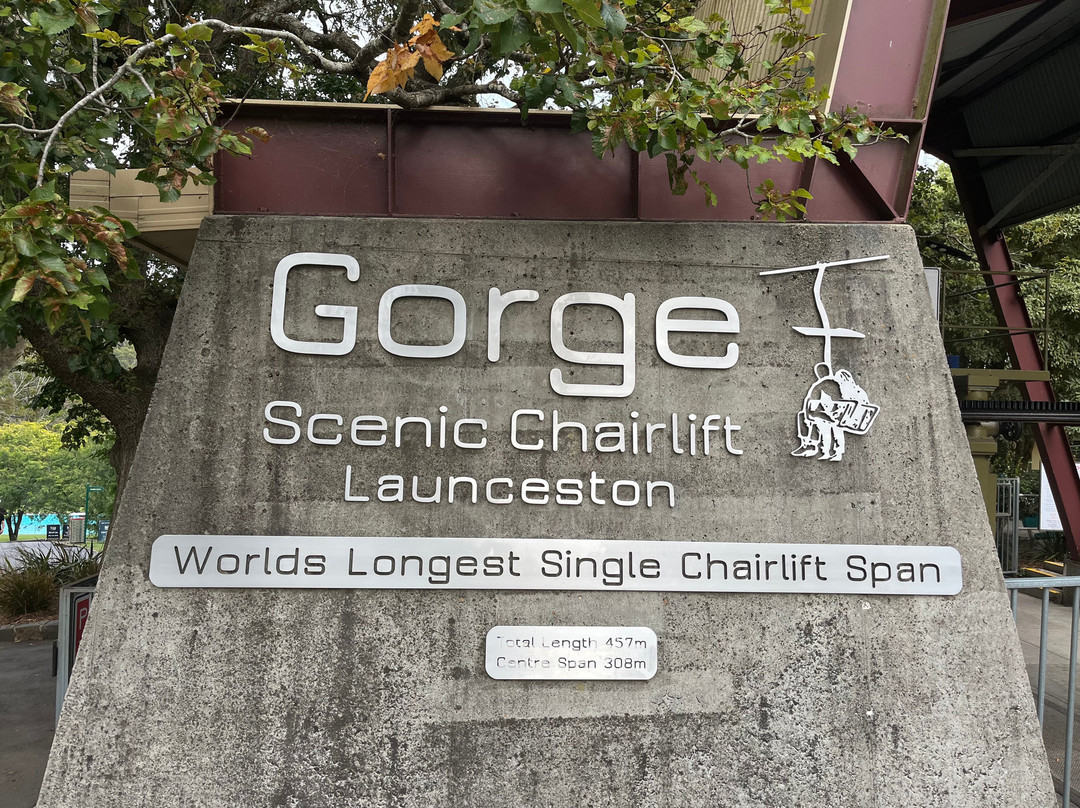 Gorge
Scenic Chairlift
Launceston
Worlds Longest Single Chairlift Span
Total Length 457m
Centre Span 308m